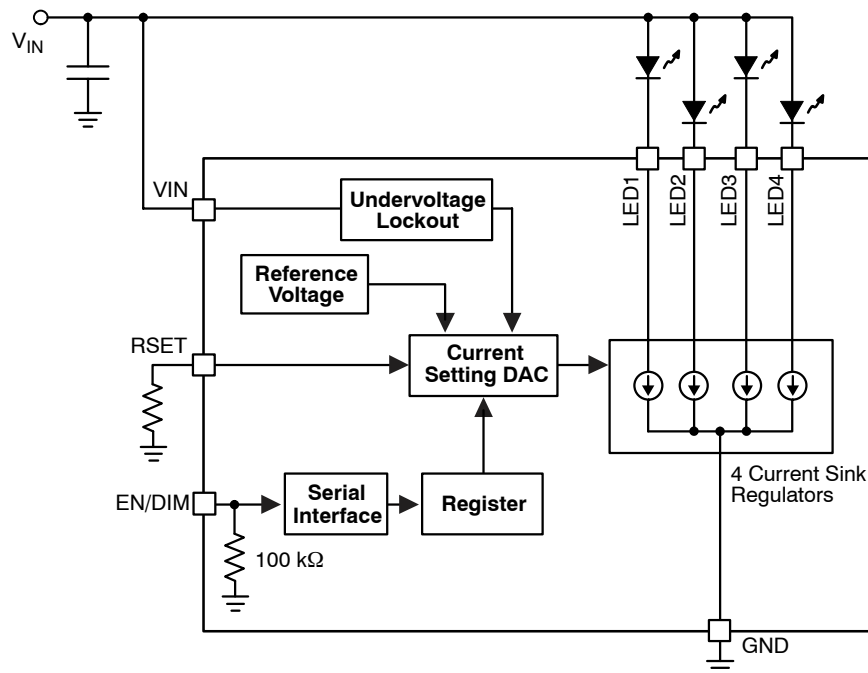 V_IN
VIN
Undervoltage
Lockout
LED1
LED2
LED3
LED4
Reference
Voltage
RSET
Current
Setting DAC
4 Current Sink
Regulators
EN/DIM
Serial
Interface
Register
100 kΩ
GND